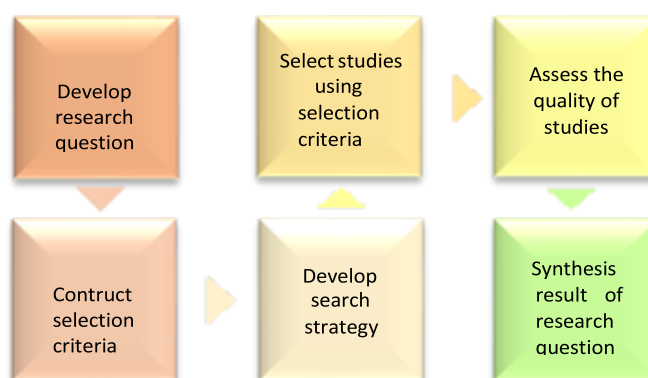 Develop
research
question
Contruct
selection
criteria
Develop
search
strategy
Select studies
using
selection
criteria
Assess the
quality of
studies
Synthesis
result of
research
question